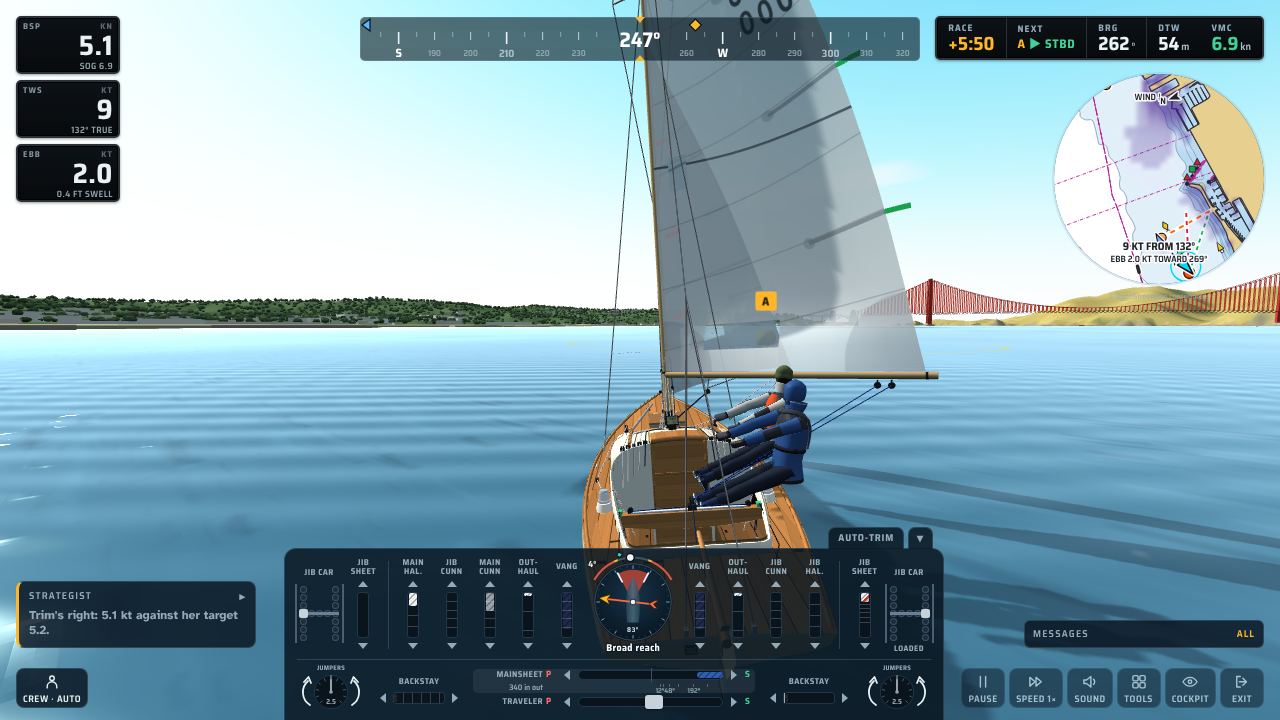 BSP KN
5.1
SOG 6.9
TWS KT
9
132° TRUE
EBB KT
2.0
0.4 FT SWELL
S 190 200 210 220 230 247° 260 W 280 290 300 310 320
RACE NEXT BRG DTW VMC
+5:50 A ▶ STBD 262° 54 m 6.9 kn
WIND N
9 KT FROM 132°
EBB 2.0 KT TOWARD 269°
000
A
AUTO-TRIM ▼
STRATEGIST ▶
Trim's right: 5.1 kt against her target
5.2.
CREW · AUTO
JIB CAR JIB SHEET MAIN HAL. JIB CUNN MAIN CUNN OUT-HAUL VANG 4° VANG OUT-HAUL JIB CUNN JIB HAL. JIB SHEET JIB CAR
83°
Broad reach
LOADED
JUMPERS 2.5
BACKSTAY
MAINSHEET P S
340 in out
192°
TRAVELER P S
BACKSTAY
JUMPERS 2.5
MESSAGES ALL
PAUSE SPEED 1× SOUND TOOLS COCKPIT EXIT